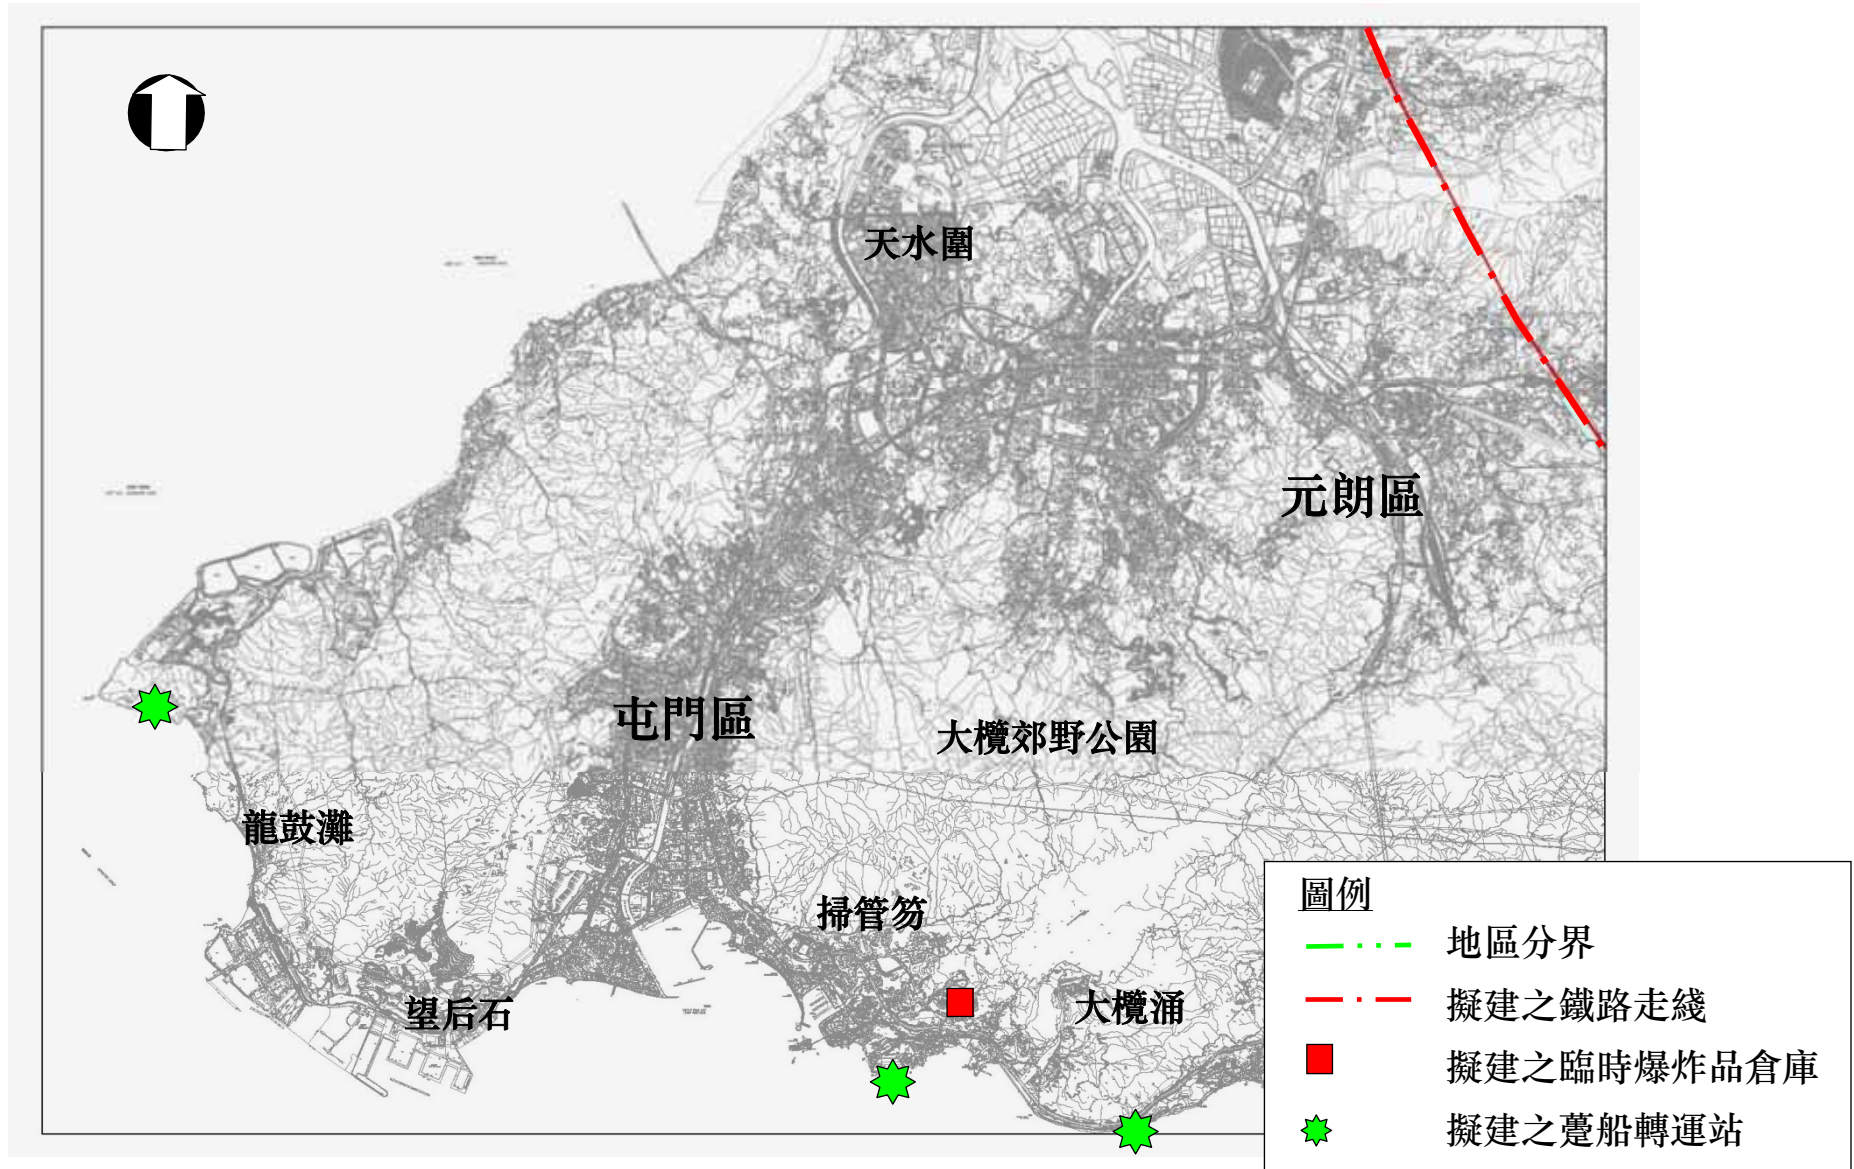 天水圍
元朗區
屯門區
大欖郊野公園
龍鼓灘
掃管笏
望后石
大欖涌
圖例
地區分界
擬建之鐵路走綫
擬建之臨時爆炸品倉庫
擬建之躉船轉運站